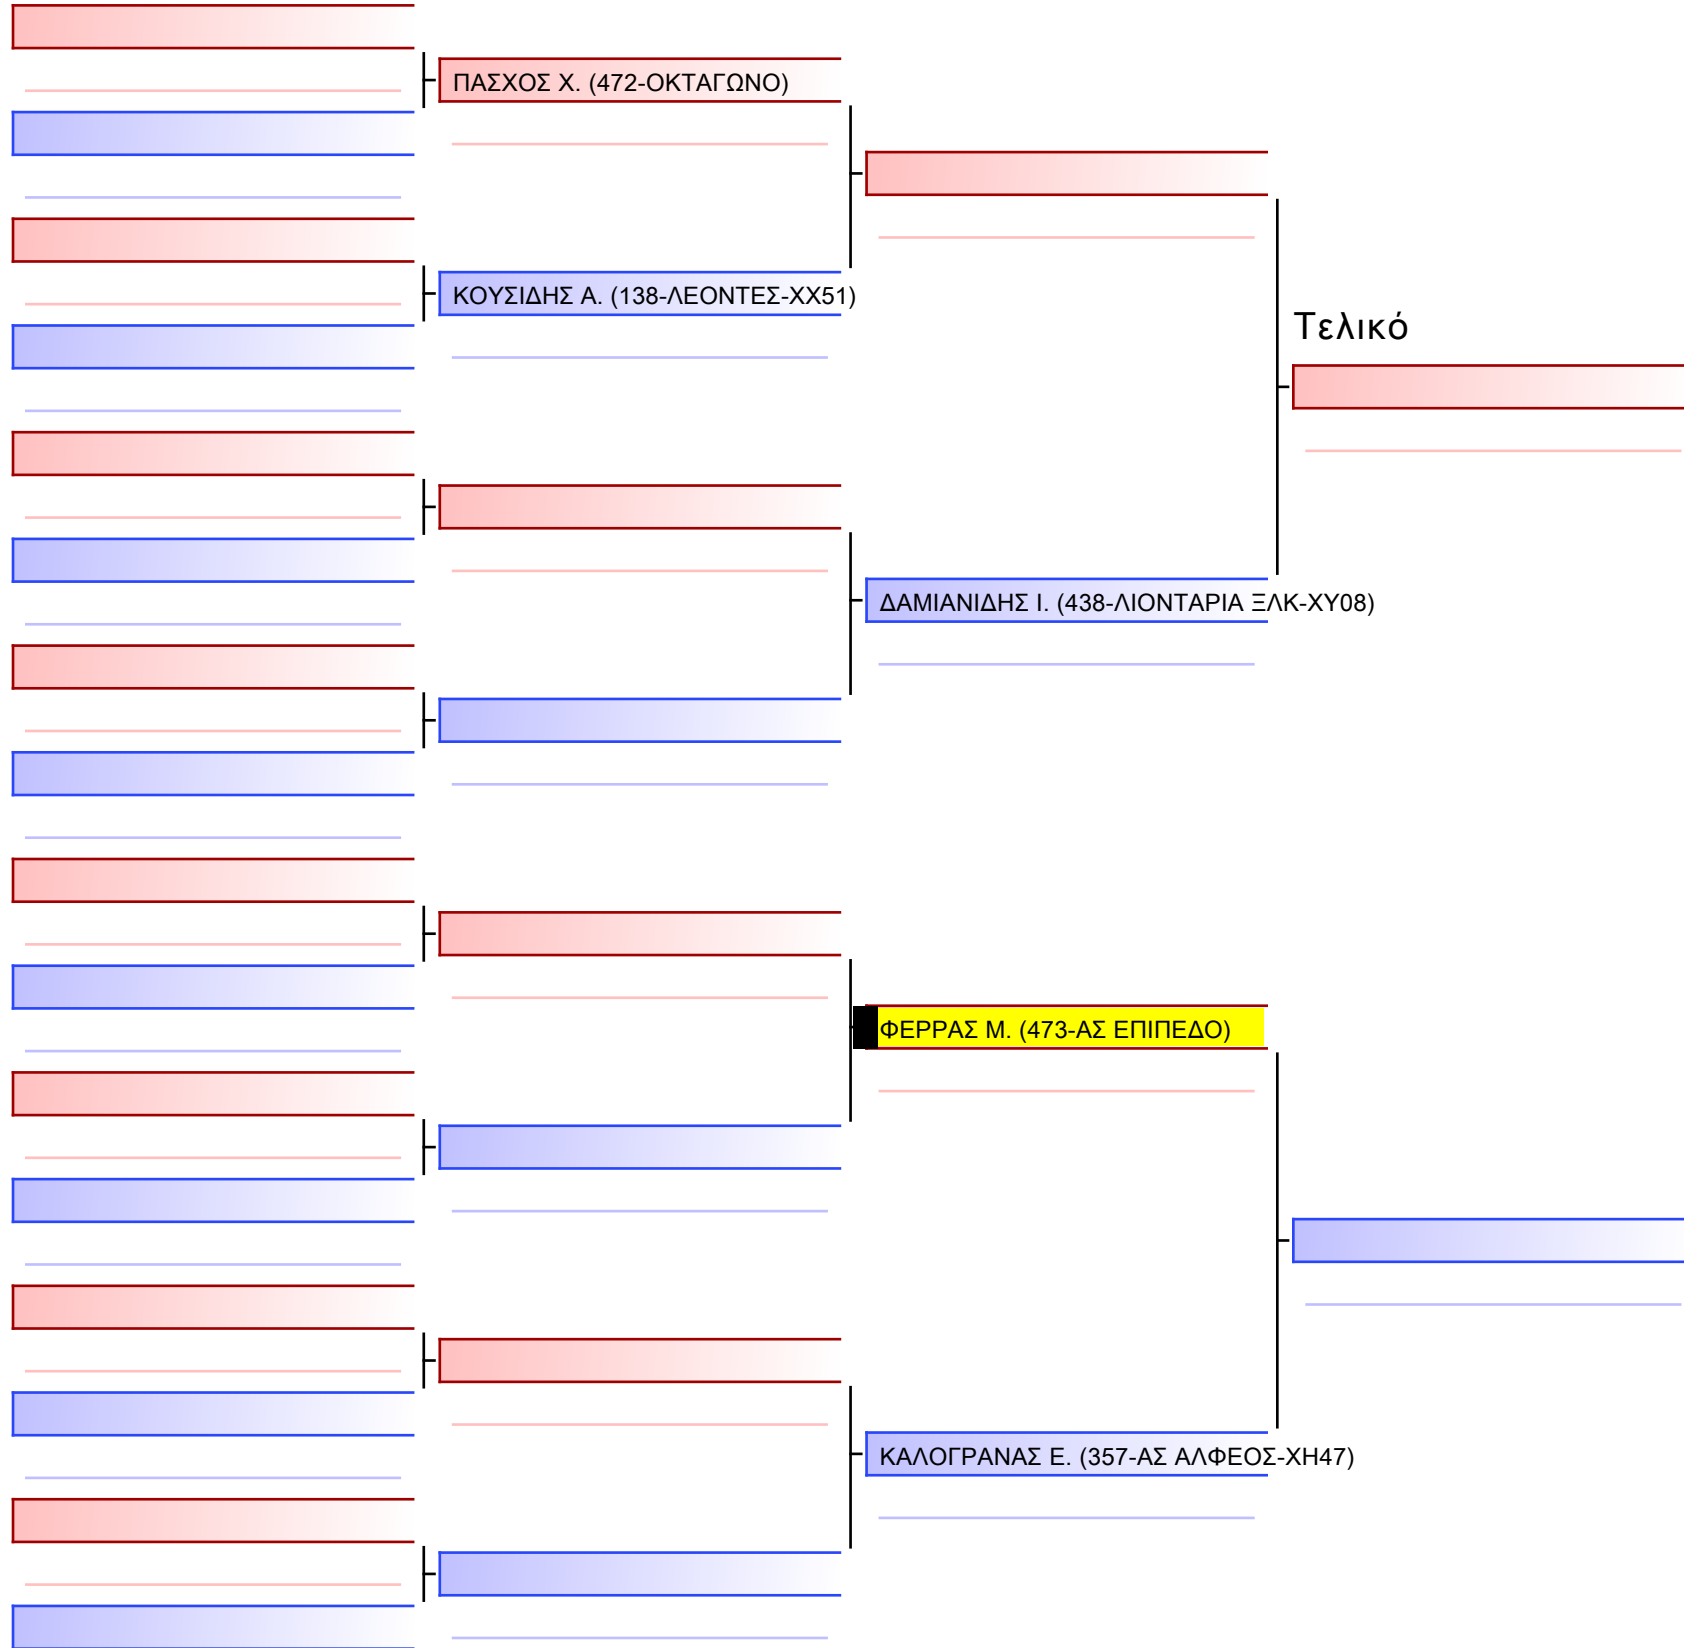 ΠΑΣΧΟΣ Χ. (472-ΟΚΤΑΓΩΝΟ)
ΚΟΥΣΙΔΗΣ Α. (138-ΛΕΟΝΤΕΣ-ΧΧ51)
Τελικό
ΔΑΜΙΑΝΙΔΗΣ Ι. (438-ΛΙΟΝΤΑΡΙΑ ΞΛΚ-ΧΥ08)
ΦΕΡΡΑΣ Μ. (473-ΑΣ ΕΠΙΠΕΔΟ)
ΚΑΛΟΓΡΑΝΑΣ Ε. (357-ΑΣ ΑΛΦΕΟΣ-ΧΗ47)